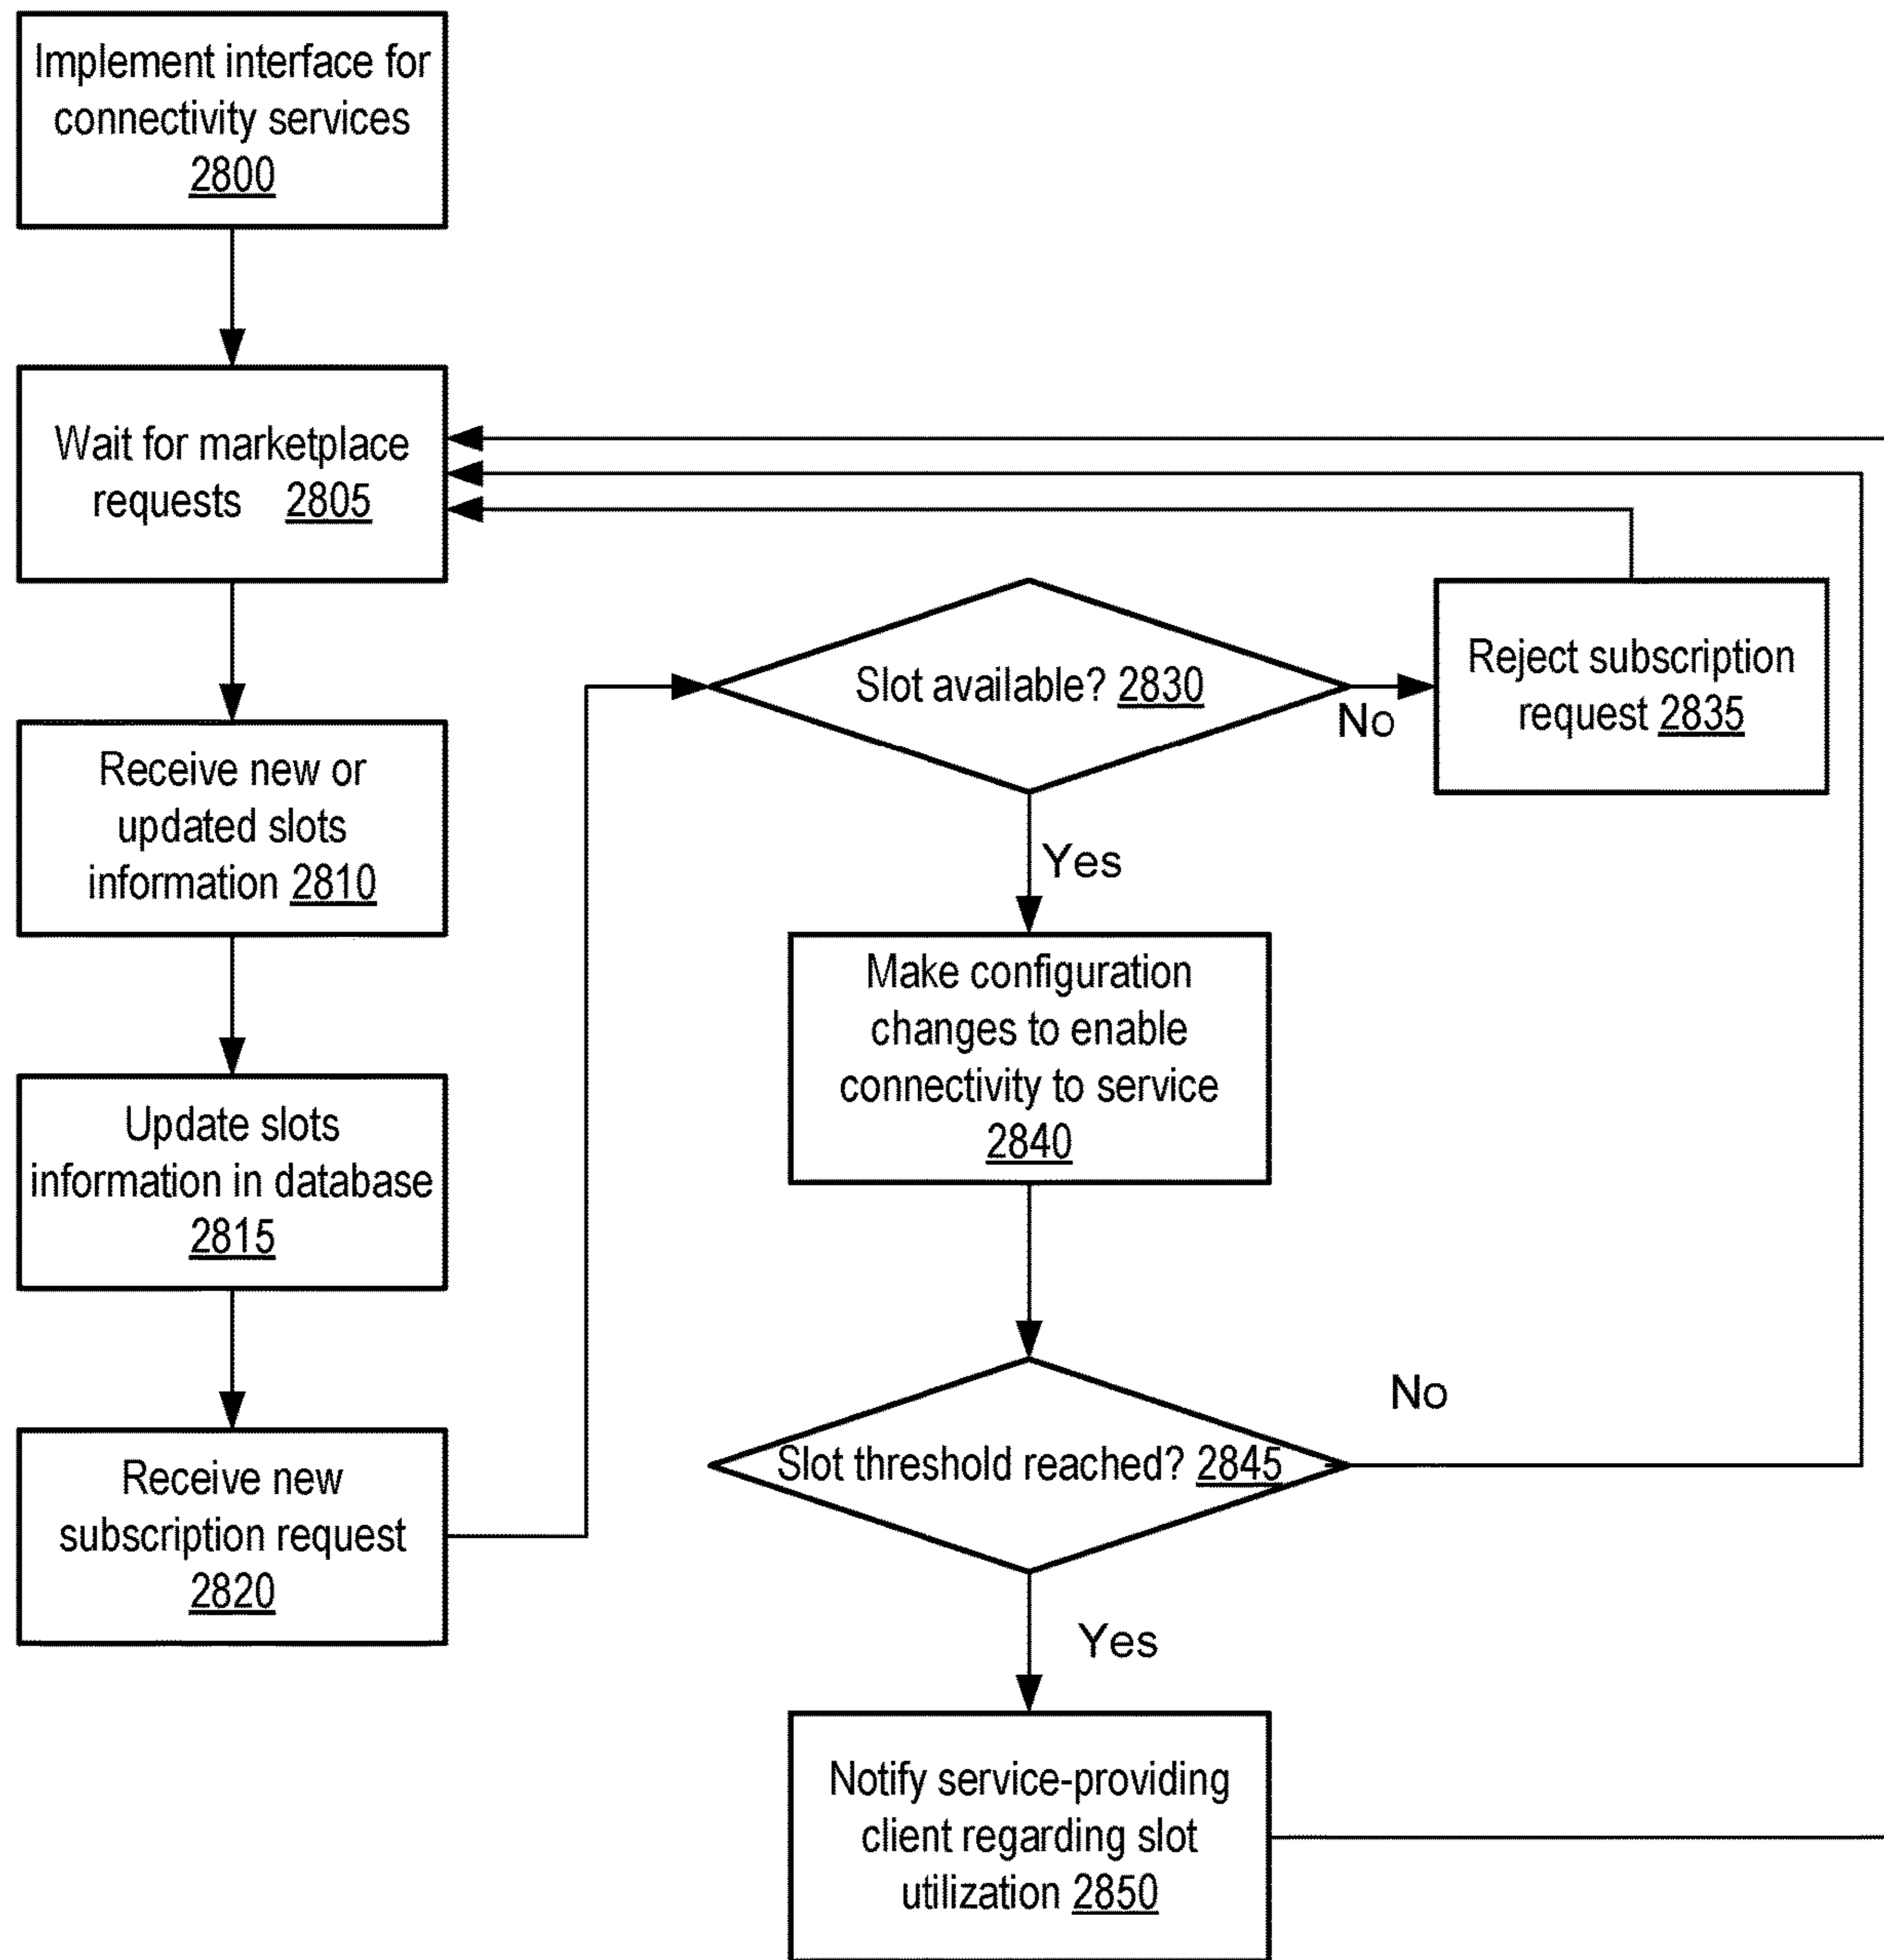 Implement interface for
connectivity services
2800
Wait for marketplace
requests 2805
Receive new or
updated slots
information 2810
Update slots
information in database
2815
Receive new
subscription request
2820
Slot available? 2830
No
Reject subscription
request 2835
Yes
Make configuration
changes to enable
connectivity to service
2840
Slot threshold reached? 2845
No
Yes
Notify service-providing
client regarding slot
utilization 2850